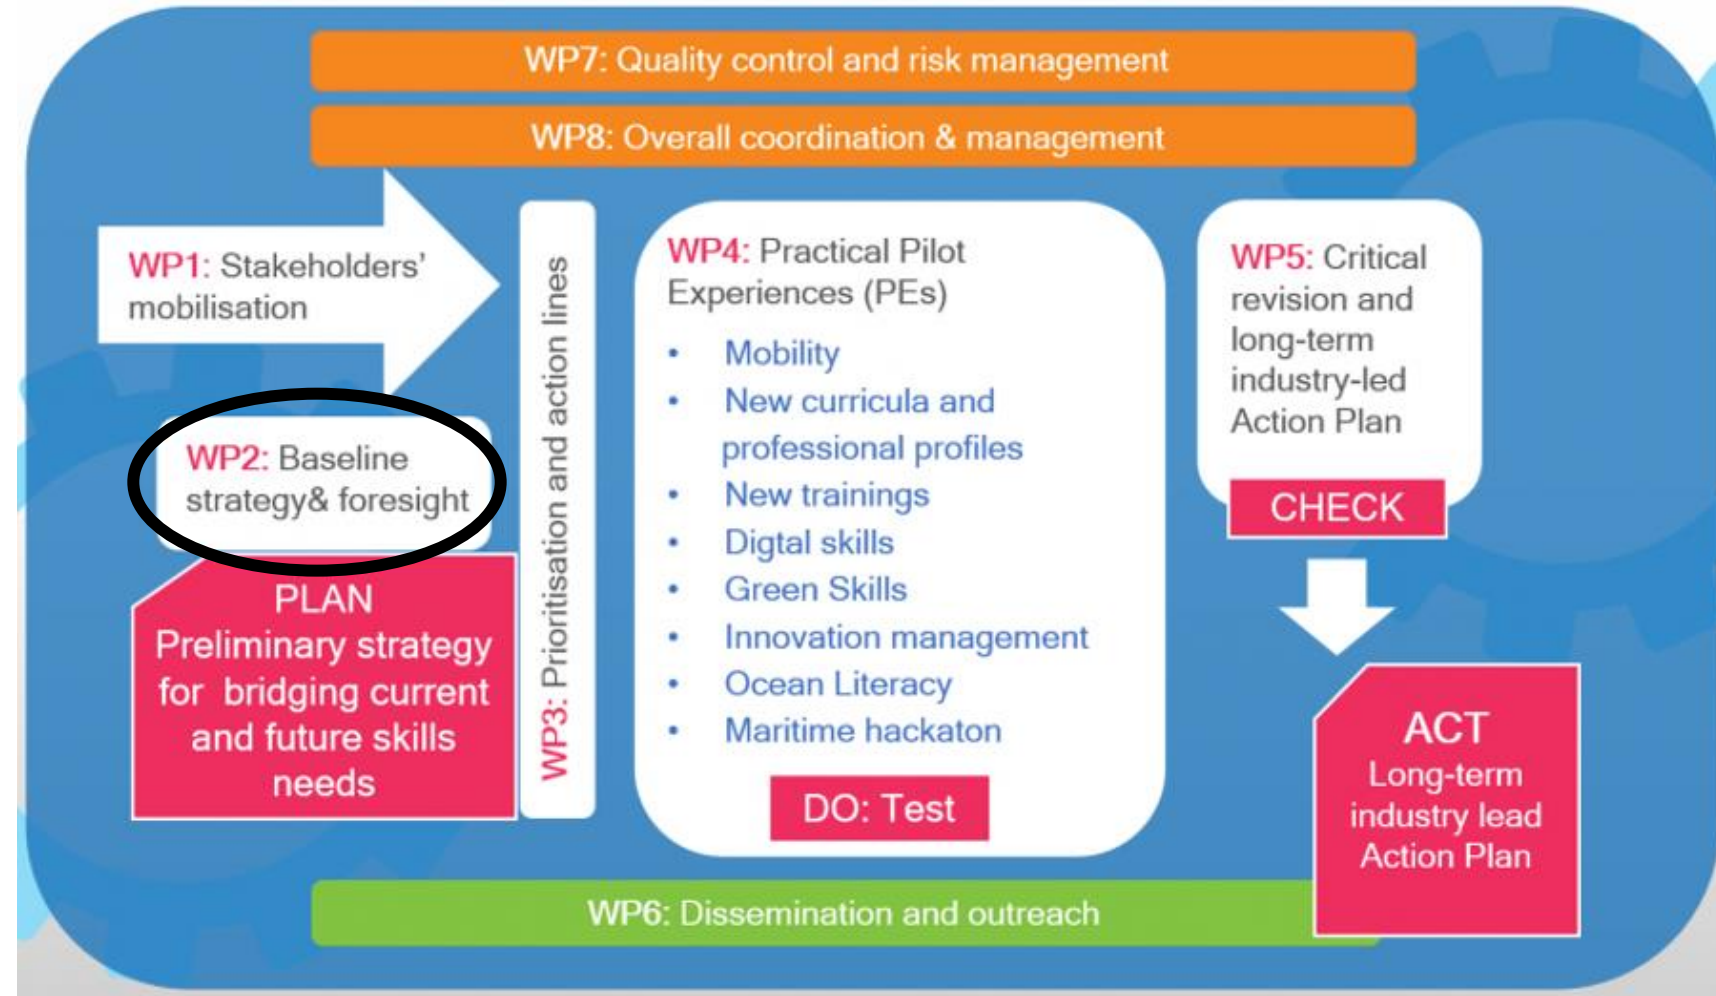 WP7: Quality control and risk management
WP8: Overall coordination & management
WP1: Stakeholders'
mobilisation
WP2: Baseline
strategy& foresight
PLAN
Preliminary strategy
for bridging current
and future skills
needs
WP3: Prioritisation and action lines
WP4: Practical Pilot
Experiences (PEs)
• Mobility
• New curricula and
professional profiles
• New trainings
• Digtal skills
• Green Skills
• Innovation management
• Ocean Literacy
• Maritime hackaton
DO: Test
WP5: Critical
revision and
long-term
industry-led
Action Plan
CHECK
ACT
Long-term
industry lead
Action Plan
WP6: Dissemination and outreach